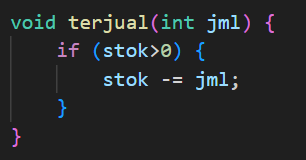 void terjual(int jml) {
    if (stok>0) {
        stok -= jml;
    }
}